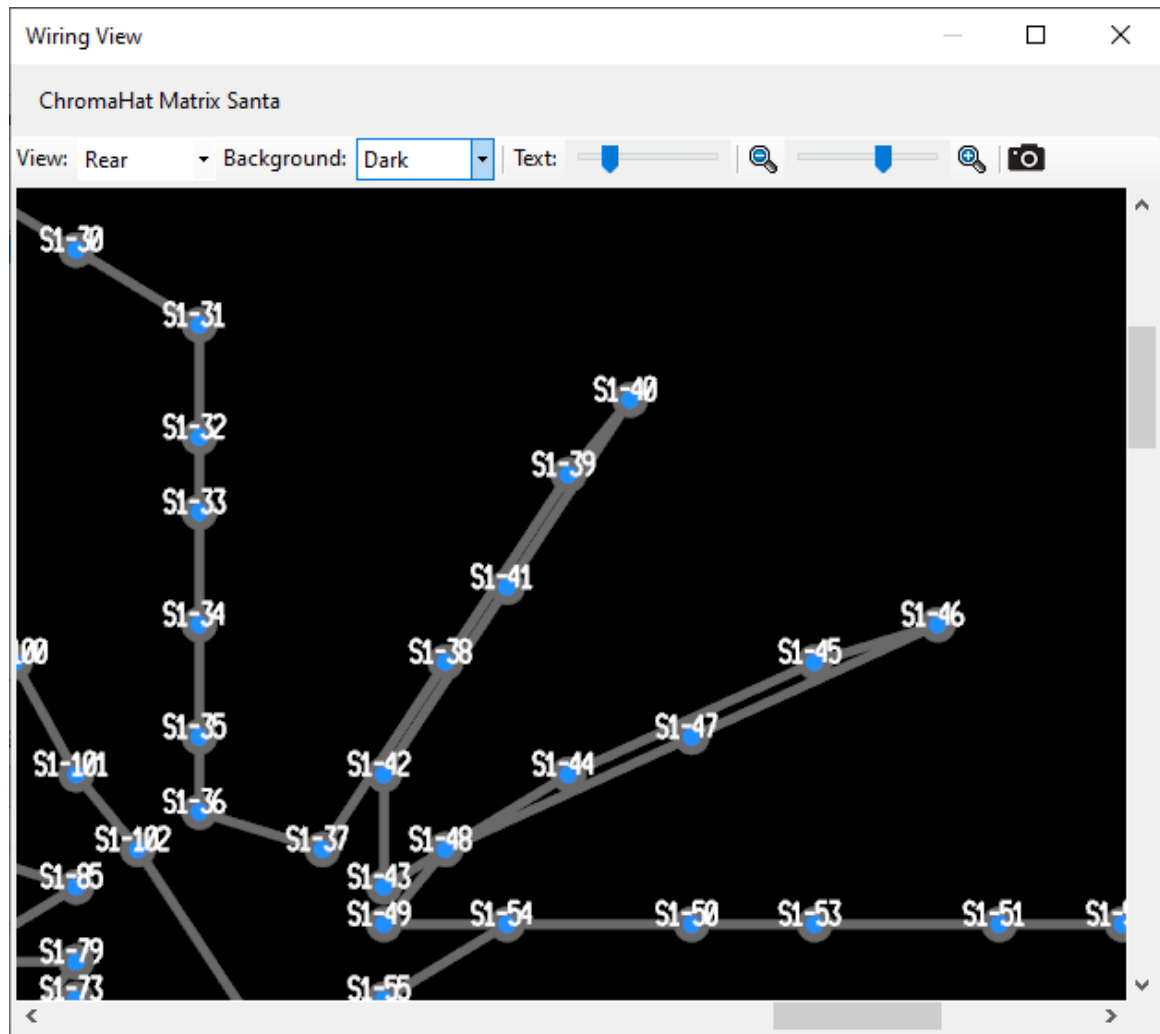 Wiring View
ChromaHat Matrix Santa
View: Rear Background: Dark Text:
S1-30
S1-31
S1-40
S1-32
S1-39
S1-33
S1-41
S1-34
S1-46
100
S1-38
S1-45
S1-35
S1-47
S1-101
S1-42
S1-44
S1-36
S1-102
S1-37
S1-48
S1-85
S1-43
S1-49
S1-54
S1-50
S1-53
S1-51
S1-79
S1-73
S1-55